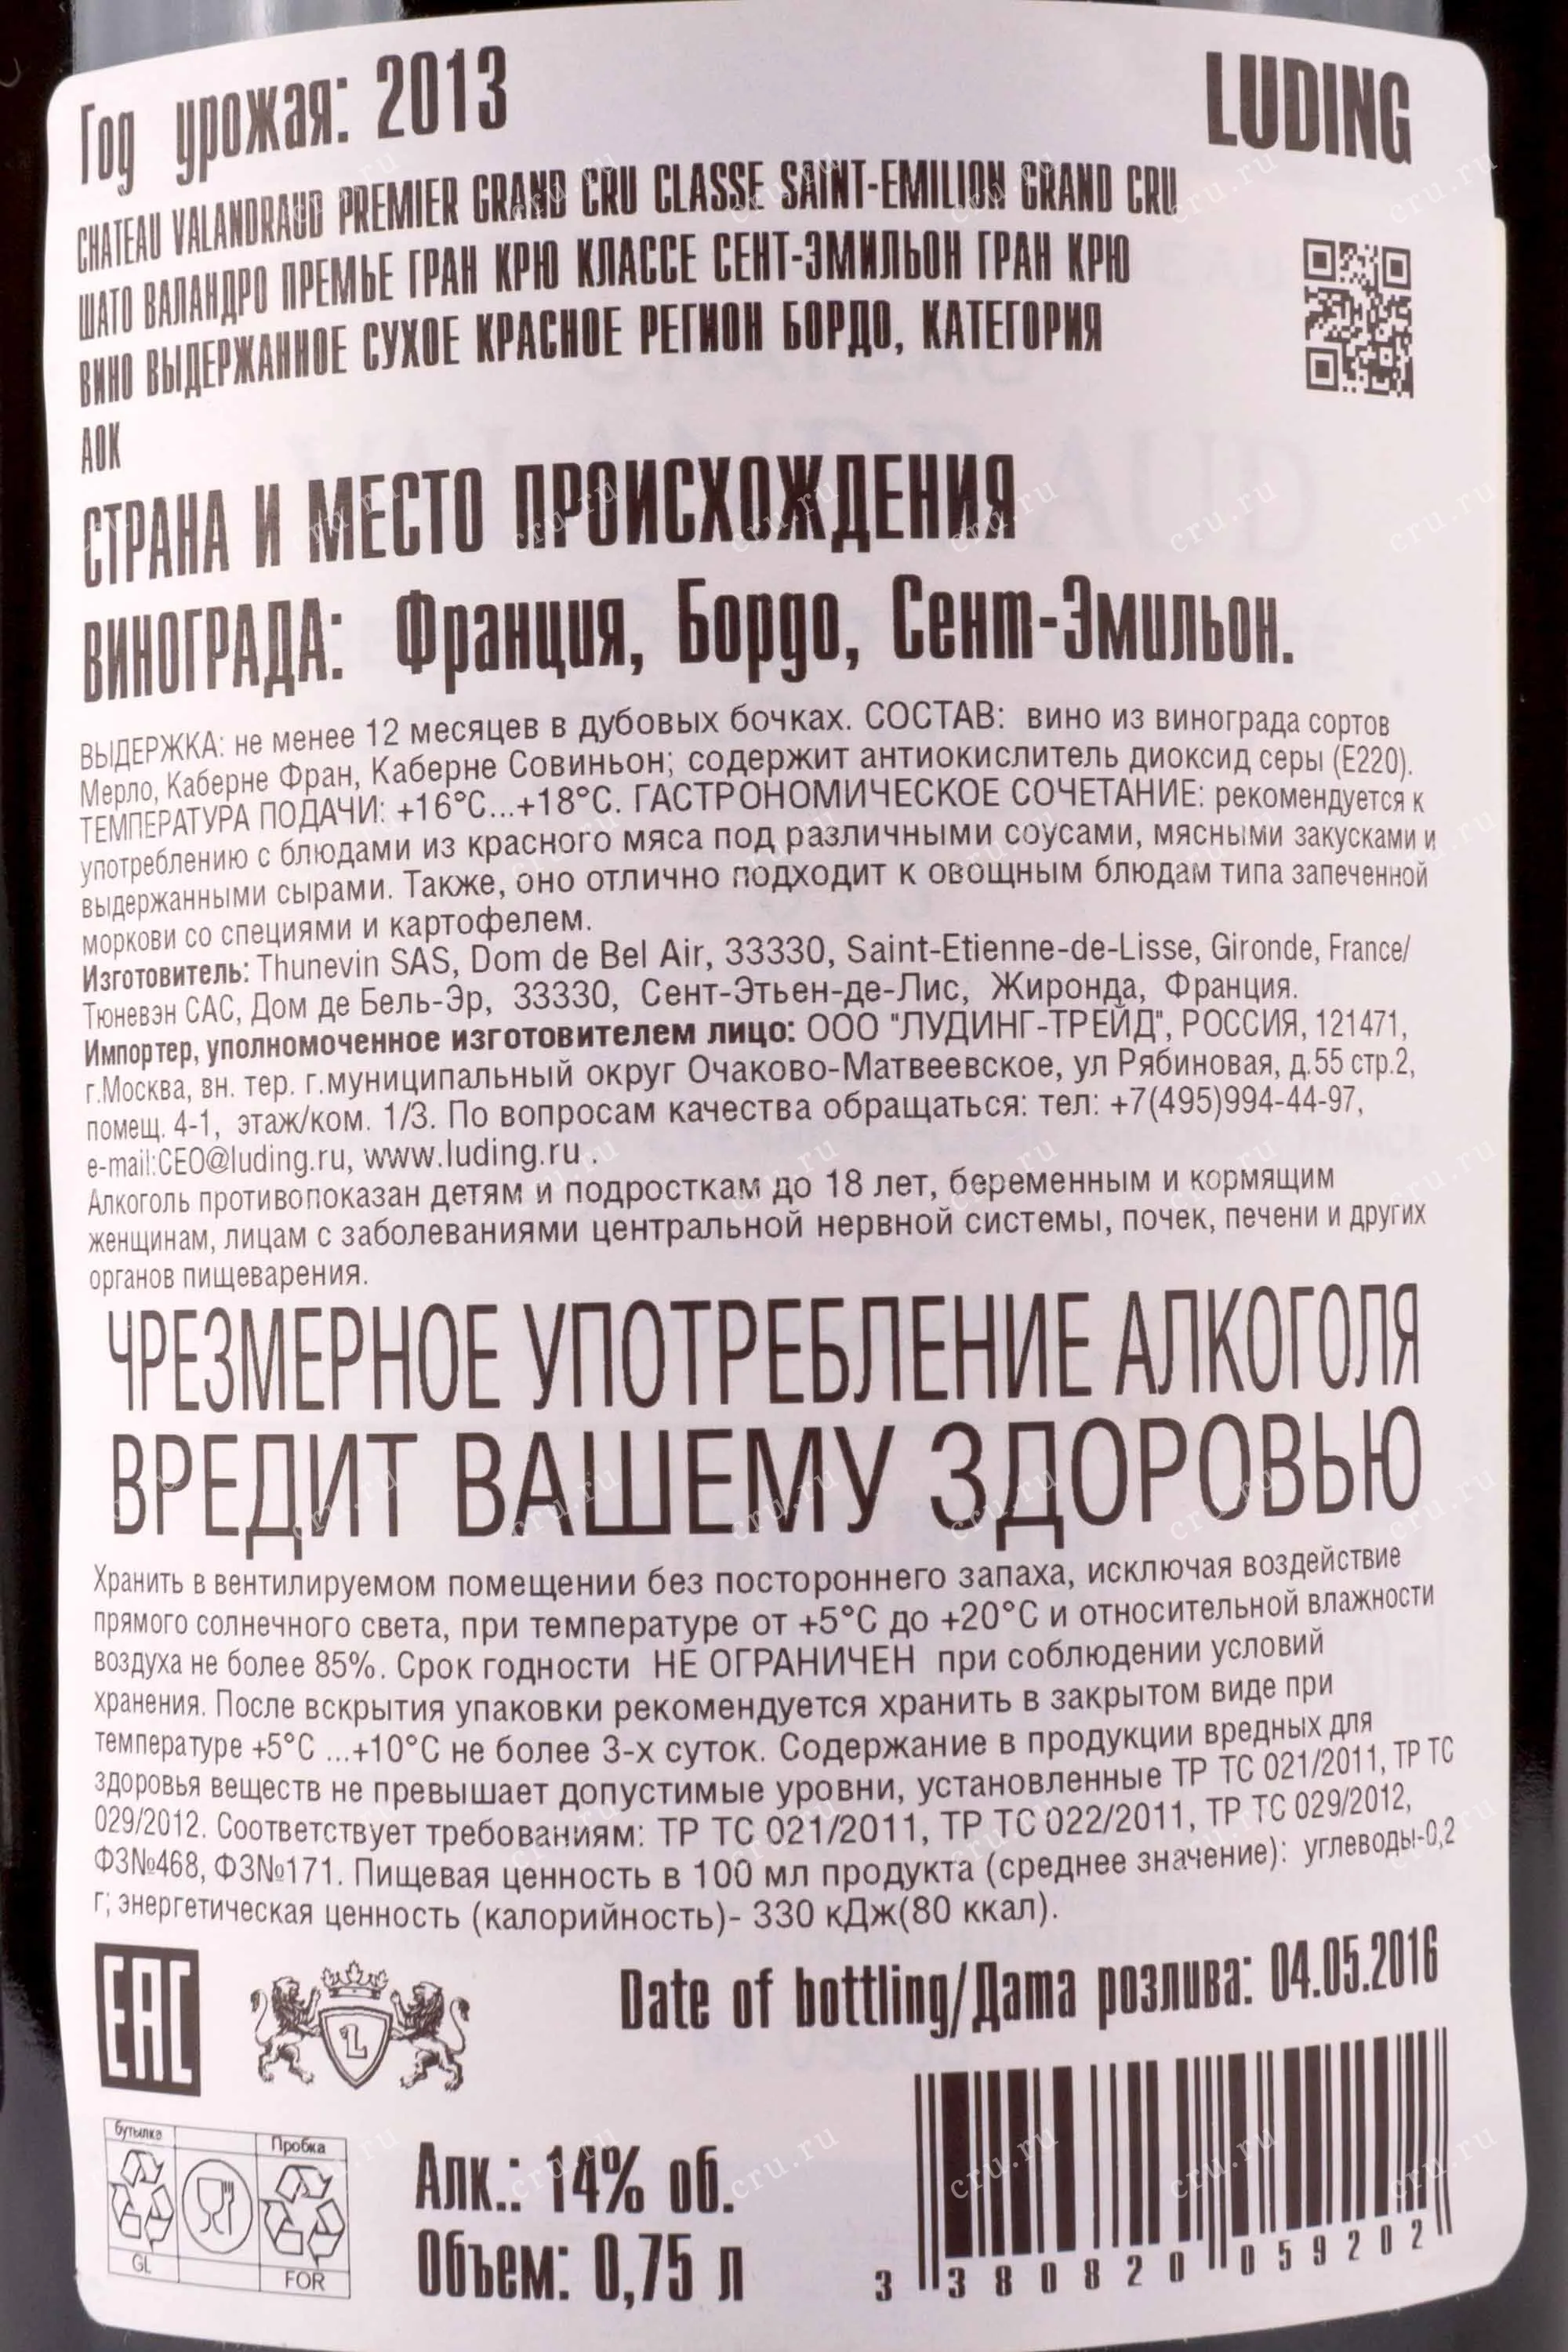 Год урожая: 2013
LUDING
CHATEAU VALANDRAUD PREMIER GRAND CRU CLASSE SAINT-EMILION GRAND CRU
ШАТО ВАЛАНДРО ПРЕМЬЕ ГРАН КРЮ КЛАССЕ СЕНТ-ЭМИЛЬОН ГРАН КРЮ
ВИНО ВЫДЕРЖАННОЕ СУХОЕ КРАСНОЕ РЕГИОН БОРДО, КАТЕГОРИЯ
АОК
СТРАНА И МЕСТО ПРОИСХОЖДЕНИЯ
ВИНОГРАДА: Франция, Бордо, Сент-Эмильон.
ВЫДЕРЖКА: не менее 12 месяцев в дубовых бочках. СОСТАВ: вино из винограда сортов
Мерло, Каберне Фран, Каберне Совиньон; содержит антиокислитель диоксид серы (Е220).
ТЕМПЕРАТУРА ПОДАЧИ: +16°С...+18°С. ГАСТРОНОМИЧЕСКОЕ СОЧЕТАНИЕ: рекомендуется к
употреблению с блюдами из красного мяса под различными соусами, мясными закусками и
выдержанными сырами. Также, оно отлично подходит к овощным блюдам типа запеченной
моркови со специями и картофелем.
Изготовитель: Thunevin SAS, Dom de Bel Air, 33330, Saint-Etienne-de-Lisse, Gironde, France/
Тюневэн САС, Дом де Бель-Эр, 33330, Сент-Этьен-де-Лис, Жиронда, Франция.
Импортер, уполномоченное изготовителем лицо: ООО "ЛУДИНГ-ТРЕЙД", РОССИЯ, 121471,
г.Москва, вн. тер. г.муниципальный округ Очаково-Матвеевское, ул Рябиновая, д.55 стр.2,
помещ. 4-1, этаж/ком. 1/3. По вопросам качества обращаться: тел: +7(495)994-44-97,
e-mail:CEO@luding.ru, www.luding.ru .
Алкоголь противопоказан детям и подросткам до 18 лет, беременным и кормящим
женщинам, лицам с заболеваниями центральной нервной системы, почек, печени и других
органов пищеварения.
ЧРЕЗМЕРНОЕ УПОТРЕБЛЕНИЕ АЛКОГОЛЯ
ВРЕДИТ ВАШЕМУ ЗДОРОВЬЮ
Хранить в вентилируемом помещении без постороннего запаха, исключая воздействие
прямого солнечного света, при температуре от +5°С до +20°С и относительной влажности
воздуха не более 85%. Срок годности НЕ ОГРАНИЧЕН при соблюдении условий
хранения. После вскрытия упаковки рекомендуется хранить в закрытом виде при
температуре +5°С ...+10°С не более 3-х суток. Содержание в продукции вредных для
здоровья веществ не превышает допустимые уровни, установленные ТР ТС 021/2011, ТР ТС
029/2012. Соответствует требованиям: ТР ТС 021/2011, ТР ТС 022/2011, ТР ТС 029/2012,
ФЗ№468, ФЗ№171. Пищевая ценность в 100 мл продукта (среднее значение): углеводы-0,2
г; энергетическая ценность (калорийность)- 330 кДж(80 ккал).
EAC
L
Date of bottling/Дата розлива: 04.05.2016
бутылка
Пробка
GL
FOR
Алк.: 14% об.
Объем: 0,75 л
3 380820 059202
cru.ru